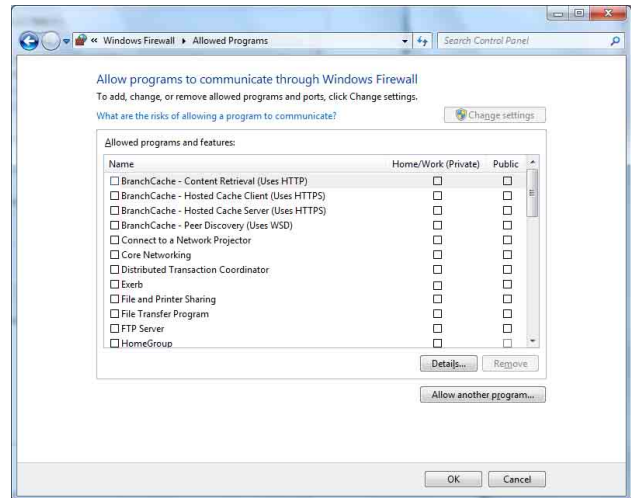 « Windows Firewall ▸ Allowed Programs
Search Control Panel
Allow programs to communicate through Windows Firewall
To add, change, or remove allowed programs and ports, click Change settings.
What are the risks of allowing a program to communicate?
Change settings
Allowed programs and features:
Name Home/Work (Private) Public
BranchCache - Content Retrieval (Uses HTTP)
BranchCache - Hosted Cache Client (Uses HTTPS)
BranchCache - Hosted Cache Server (Uses HTTPS)
BranchCache - Peer Discovery (Uses WSD)
Connect to a Network Projector
Core Networking
Distributed Transaction Coordinator
Exerb
File and Printer Sharing
File Transfer Program
FTP Server
HomeGroup
Details... Remove
Allow another program...
OK Cancel